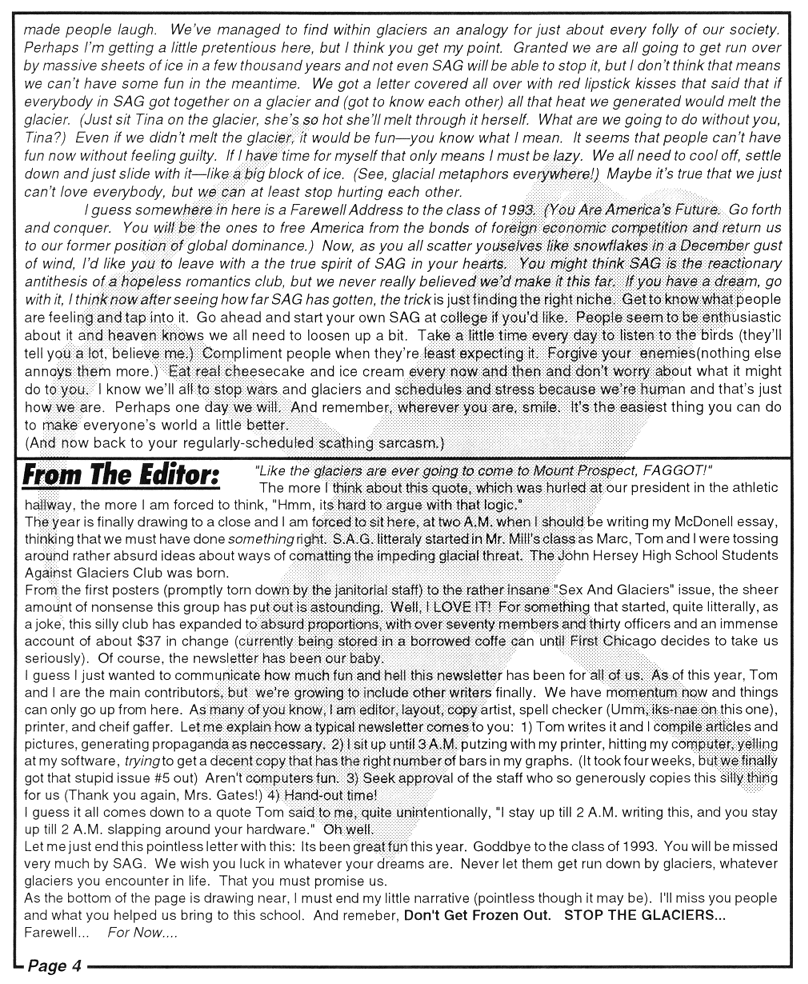 made people laugh.  We've managed to find within glaciers an analogy for just about every folly of our society.
Perhaps I'm getting a little pretentious here, but I think you get my point.  Granted we are all going to get run over
by massive sheets of ice in a few thousand years and not even SAG will be able to stop it, but I don't think that means
we can't have some fun in the meantime.  We got a letter covered all over with red lipstick kisses that said that if
everybody in SAG got together on a glacier and (got to know each other) all that heat we generated would melt the
glacier.  (Just sit Tina on the glacier, she's so hot she'll melt through it herself.  What are we going to do without you,
Tina?)  Even if we didn't melt the glacier, it would be fun—you know what I mean.  It seems that people can't have
fun now without feeling guilty.  If I have time for myself that only means I must be lazy.  We all need to cool off, settle
down and just slide with it—like a big block of ice.  (See, glacial metaphors everywhere!)  Maybe it's true that we just
can't love everybody, but we can at least stop hurting each other.
I guess somewhere in here is a Farewell Address to the class of 1993.  (You Are America's Future.  Go forth
and conquer.  You will be the ones to free America from the bonds of foreign economic competition and return us
to our former position of global dominance.)  Now, as you all scatter youselves like snowflakes in a December gust
of wind, I'd like you to leave with a the true spirit of SAG in your hearts.  You might think SAG is the reactionary
antithesis of a hopeless romantics club, but we never really believed we'd make it this far.  If you have a dream, go
with it, I think now after seeing how far SAG has gotten, the trick is just finding the right niche.  Get to know what people
are feeling and tap into it.  Go ahead and start your own SAG at college if you'd like.  People seem to be enthusiastic
about it and heaven knows we all need to loosen up a bit.  Take a little time every day to listen to the birds (they'll
tell you a lot, believe me.)  Compliment people when they're least expecting it.  Forgive your  enemies(nothing else
annoys them more.)  Eat real cheesecake and ice cream every now and then and don't worry about what it might
do to you.  I know we'll all to stop wars and glaciers and schedules and stress because we're human and that's just
how we are.  Perhaps one day we will.  And remember, wherever you are, smile.  It's the easiest thing you can do
to make everyone's world a little better.
(And now back to your regularly-scheduled scathing sarcasm.)
From The Editor: "Like the glaciers are ever going to come to Mount Prospect, FAGGOT!"
The more I think about this quote, which was hurled at our president in the athletic
hallway, the more I am forced to think, "Hmm, its hard to argue with that logic."
The year is finally drawing to a close and I am forced to sit here, at two A.M. when I should be writing my McDonell essay,
thinking that we must have done something right.  S.A.G. litteraly started in Mr. Mill's class as Marc, Tom and I were tossing
around rather absurd ideas about ways of comatting the impeding glacial threat.  The John Hersey High School Students
Against Glaciers Club was born.
From the first posters (promptly torn down by the janitorial staff) to the rather insane "Sex And Glaciers" issue, the sheer
amount of nonsense this group has put out is astounding.  Well, I LOVE IT!  For something that started, quite litterally, as
a joke, this silly club has expanded to absurd proportions, with over seventy members and thirty officers and an immense
account of about $37 in change (currently being stored in a borrowed coffe can until First Chicago decides to take us
seriously).  Of course, the newsletter has been our baby.
I guess I just wanted to communicate how much fun and hell this newsletter has been for all of us.  As of this year, Tom
and I are the main contributors, but  we're growing to include other writers finally.  We have momentum now and things
can only go up from here.  As many of you know, I am editor, layout, copy artist, spell checker (Umm, iks-nae on this one),
printer, and cheif gaffer.  Let me explain how a typical newsletter comes to you:  1) Tom writes it and I compile articles and
pictures, generating propaganda as neccessary.  2) I sit up until 3 A.M. putzing with my printer, hitting my computer, yelling
at my software, trying to get a decent copy that has the right number of bars in my graphs.  (It took four weeks, but we finally
got that stupid issue #5 out)  Aren't computers fun.  3) Seek approval of the staff who so generously copies this silly thing
for us (Thank you again, Mrs. Gates!) 4) Hand-out time!
I guess it all comes down to a quote Tom said to me, quite unintentionally, "I stay up till 2 A.M. writing this, and you stay
up till 2 A.M. slapping around your hardware."  Oh well.
Let me just end this pointless letter with this:  Its been great fun this year.  Goddbye to the class of 1993.  You will be missed
very much by SAG.  We wish you luck in whatever your dreams are.  Never let them get run down by glaciers, whatever
glaciers you encounter in life.  That you must promise us.
As the bottom of the page is drawing near, I must end my little narrative (pointless though it may be).  I'll miss you people
and what you helped us bring to this school.  And remeber, Don't Get Frozen Out.   STOP THE GLACIERS...
Farewell...    For Now....
Page 4